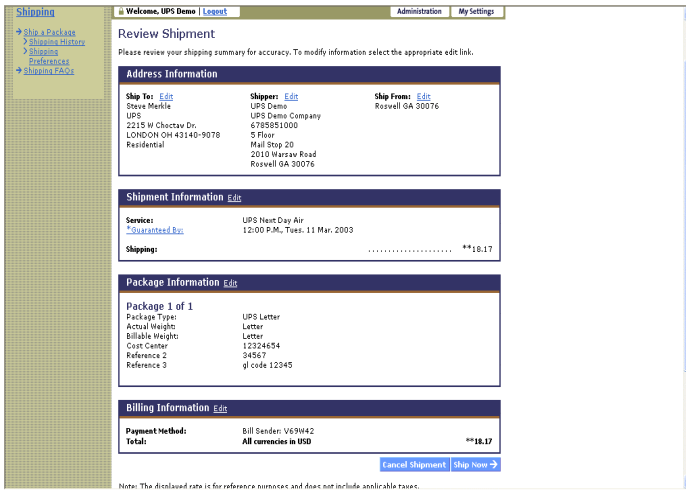 Shipping
Ship a Package
Shipping History
Shipping
Preferences
Shipping FAQs
Welcome, UPS Demo | Logout
Administration
My Settings
Review Shipment
Please review your shipping summary for accuracy. To modify information select the appropriate edit link.
Address Information
Ship To: Edit
Steve Merkle
UPS
2215 W Choctaw Dr.
LONDON OH 43140-9078
Residential
Shipper: Edit
UPS Demo
UPS Demo Company
6785851000
5 Floor
Mail Stop 20
2010 Warsaw Road
Roswell GA 30076
Ship From: Edit
Roswell GA 30076
Shipment Information Edit
Service: UPS Next Day Air
*Guaranteed By: 12:00 P.M., Tues. 11 Mar. 2003
Shipping: ..................... **18.17
Package Information Edit
Package 1 of 1
Package Type: UPS Letter
Actual Weight: Letter
Billable Weight: Letter
Cost Center 12324654
Reference 2 34567
Reference 3 gl code 12345
Billing Information Edit
Payment Method: Bill Sender: V69W42
Total: All currencies in USD **18.17
Cancel Shipment
Ship Now
Note: The displayed rate is for reference purposes and does not include applicable taxes.